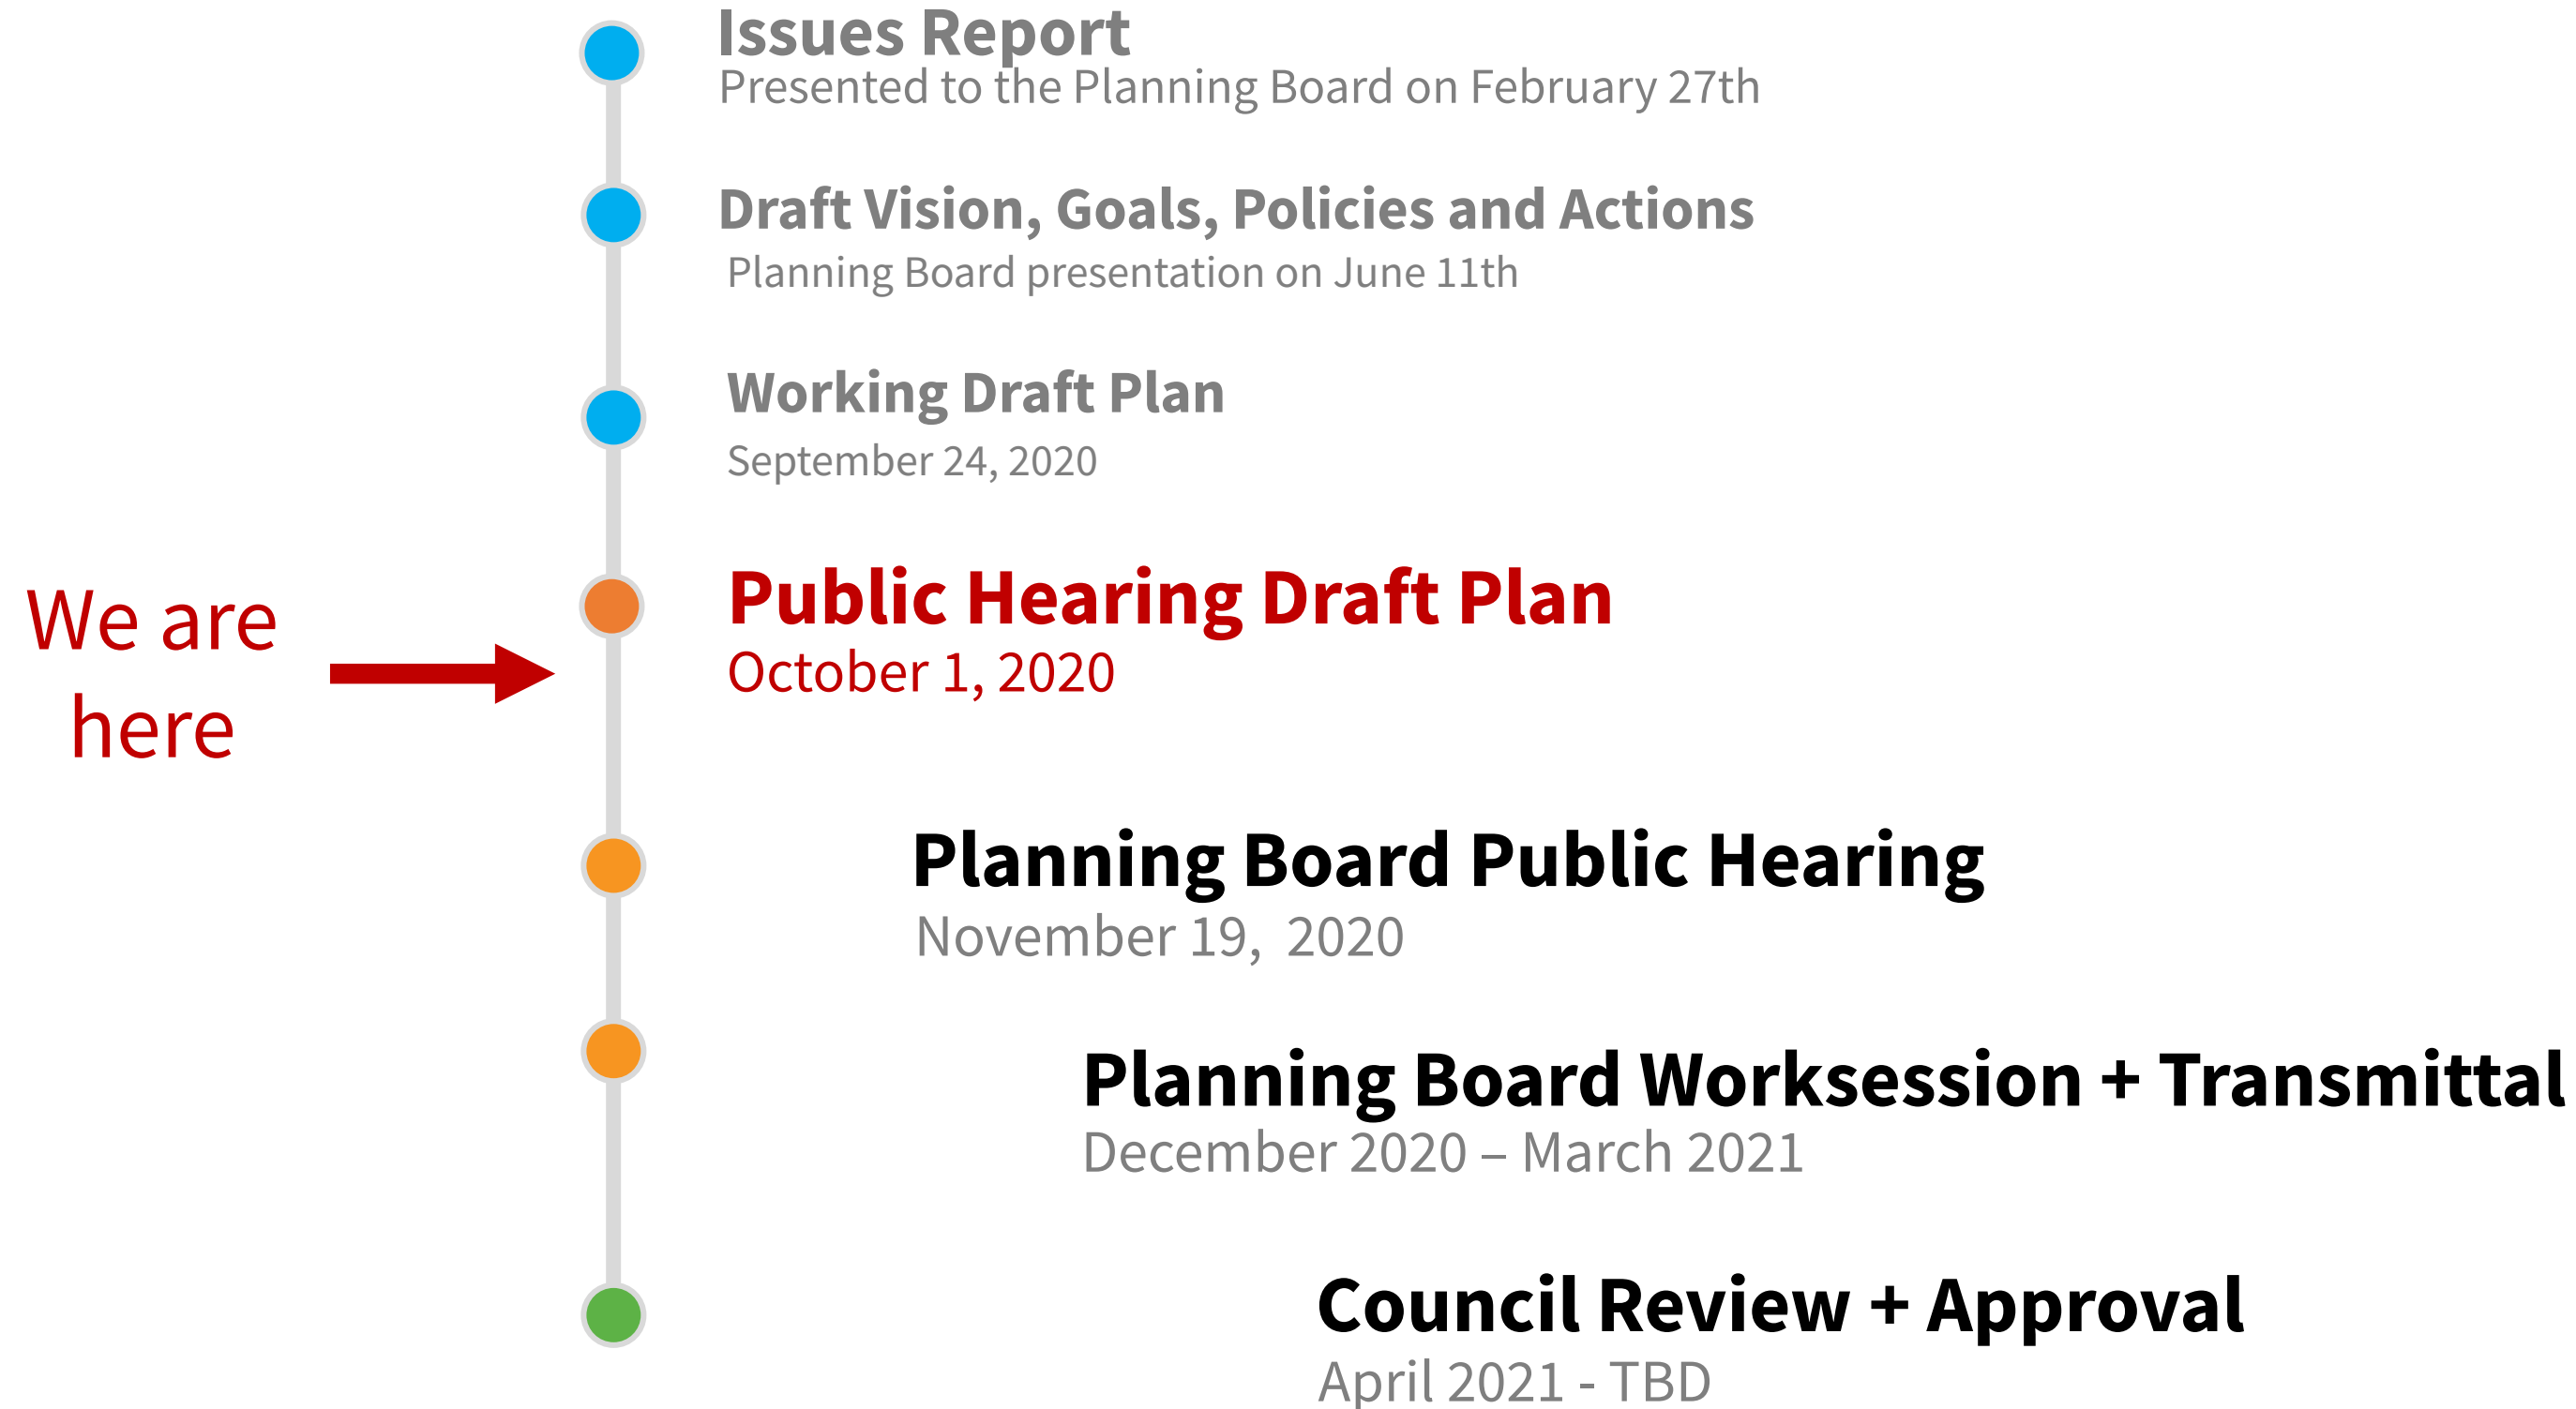 Issues Report
Presented to the Planning Board on February 27th
Draft Vision, Goals, Policies and Actions
Planning Board presentation on June 11th
Working Draft Plan
September 24, 2020
We are
here
Public Hearing Draft Plan
October 1, 2020
Planning Board Public Hearing
November 19,  2020
Planning Board Worksession + Transmittal
December 2020 – March 2021
Council Review + Approval
April 2021 - TBD